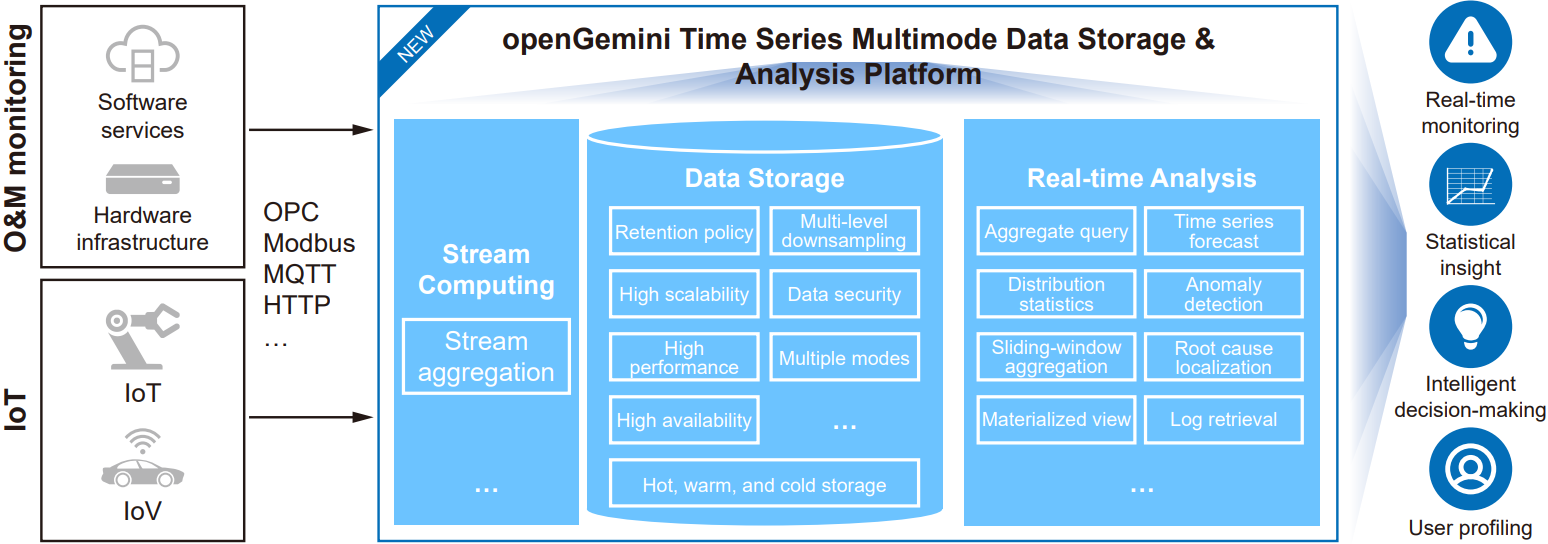 O&M monitoring
Software
services
Hardware
infrastructure
IoT
IoT
IoV
OPC
Modbus
MQTT
HTTP
...
NEW
openGemini Time Series Multimode Data Storage &
Analysis Platform
Stream
Computing
Stream
aggregation
...
Data Storage
Retention policy
Multi-level
downsampling
High scalability
Data security
High
performance
Multiple modes
High availability
...
Hot, warm, and cold storage
Real-time Analysis
Aggregate query
Time series
forecast
Distribution
statistics
Anomaly
detection
Sliding-window
aggregation
Root cause
localization
Materialized view
Log retrieval
...
Real-time
monitoring
Statistical
insight
Intelligent
decision-making
User profiling